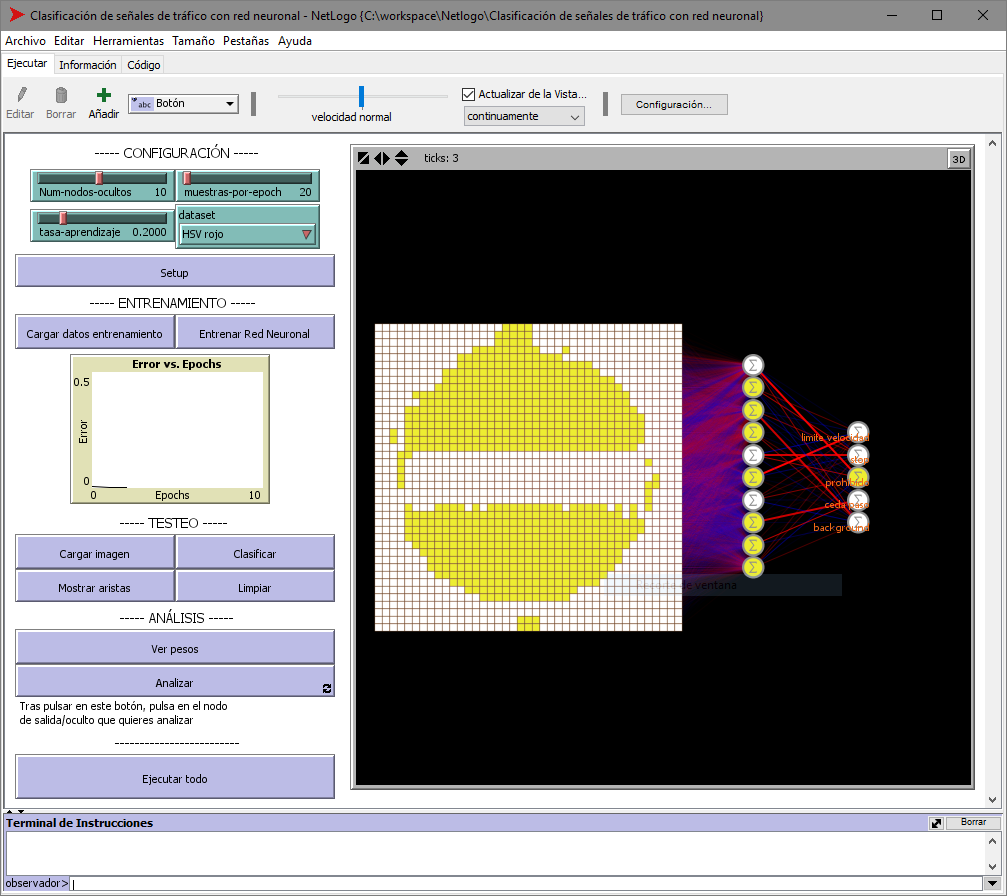 Clasificación de señales de tráfico con red neuronal - NetLogo {C:\workspace\Netlogo\Clasificación de señales de tráfico con red neuronal}
Archivo Editar Herramientas Tamaño Pestañas Ayuda
Ejecutar Información Código
Editar Borrar Añadir
abc Botón
velocidad normal
Actualizar de la Vista...
continuamente
Configuración...
ticks: 3
3D
----- CONFIGURACIÓN -----
Num-nodos-ocultos 10
muestras-por-epoch 20
tasa-aprendizaje 0.2000
dataset
HSV rojo
Setup
----- ENTRENAMIENTO -----
Cargar datos entrenamiento
Entrenar Red Neuronal
Error vs. Epochs
0.5
Error
0
0 Epochs 10
----- TESTEO -----
Cargar imagen
Clasificar
Mostrar aristas
Limpiar
----- ANÁLISIS -----
Ver pesos
Analizar
Tras pulsar en este botón, pulsa en el nodo
de salida/oculto que quieres analizar
-------------------------
Ejecutar todo
Σ
Σ
Σ
Σ
Σ
Σ
Σ
Σ
Σ
Σ
limite velocidad
stop
prohibido
ceda paso
background
Recorte de ventana
Terminal de Instrucciones
Borrar
observador>